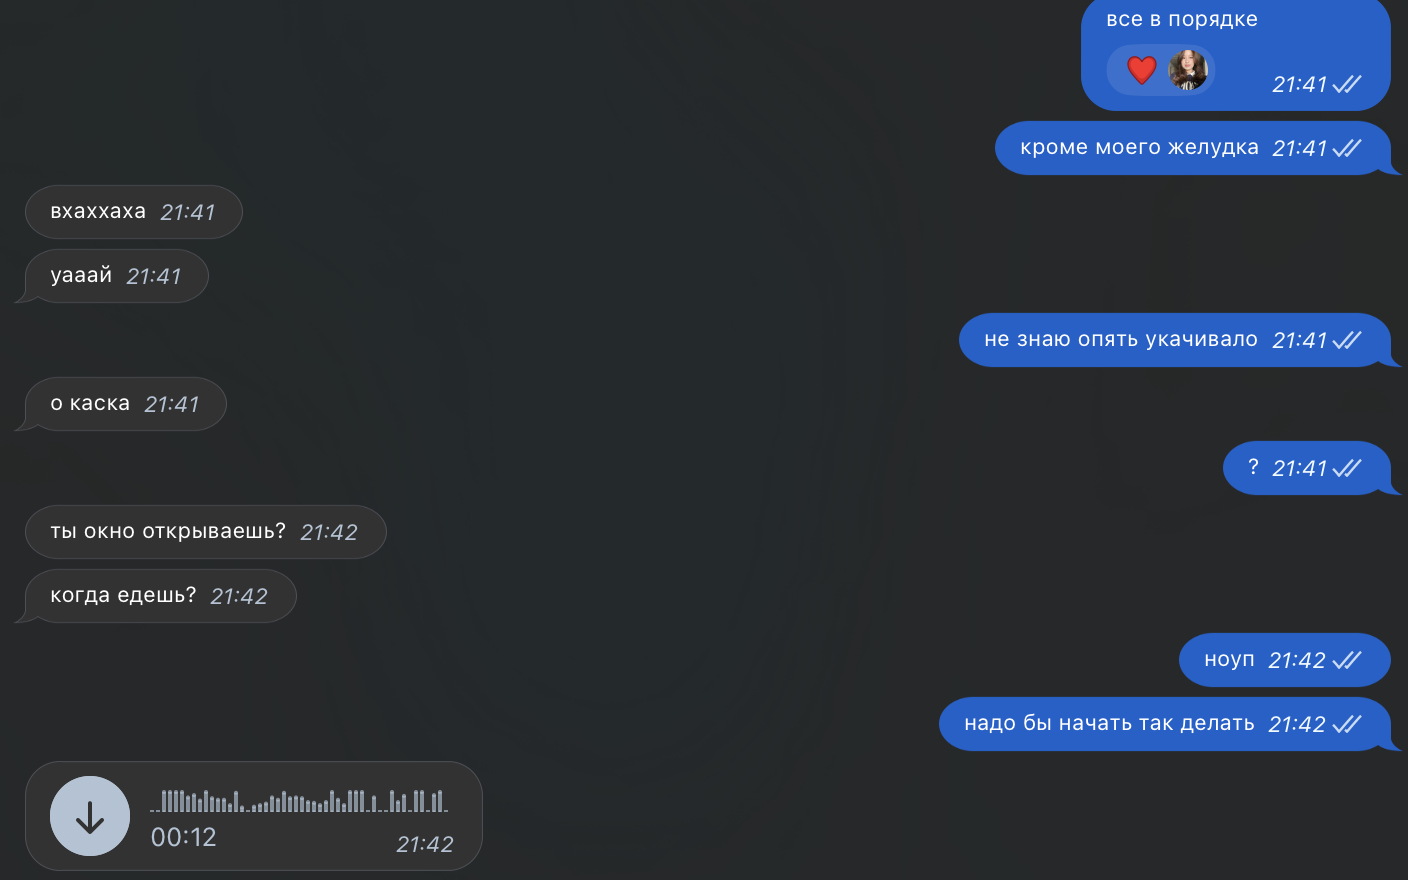 все в порядке
21:41
кроме моего желудка 21:41
вхаххаха 21:41
уааай 21:41
не знаю опять укачивало 21:41
о каска 21:41
? 21:41
ты окно открываешь? 21:42
когда едешь? 21:42
ноуп 21:42
надо бы начать так делать 21:42
00:12
21:42